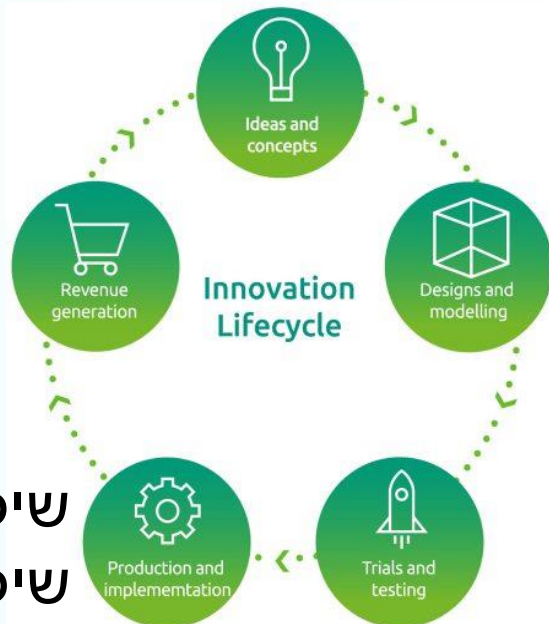 Ideas and
concepts
Revenue
generation
Innovation
Lifecycle
Designs and
modelling
Production and
implememtation
Trials and
testing